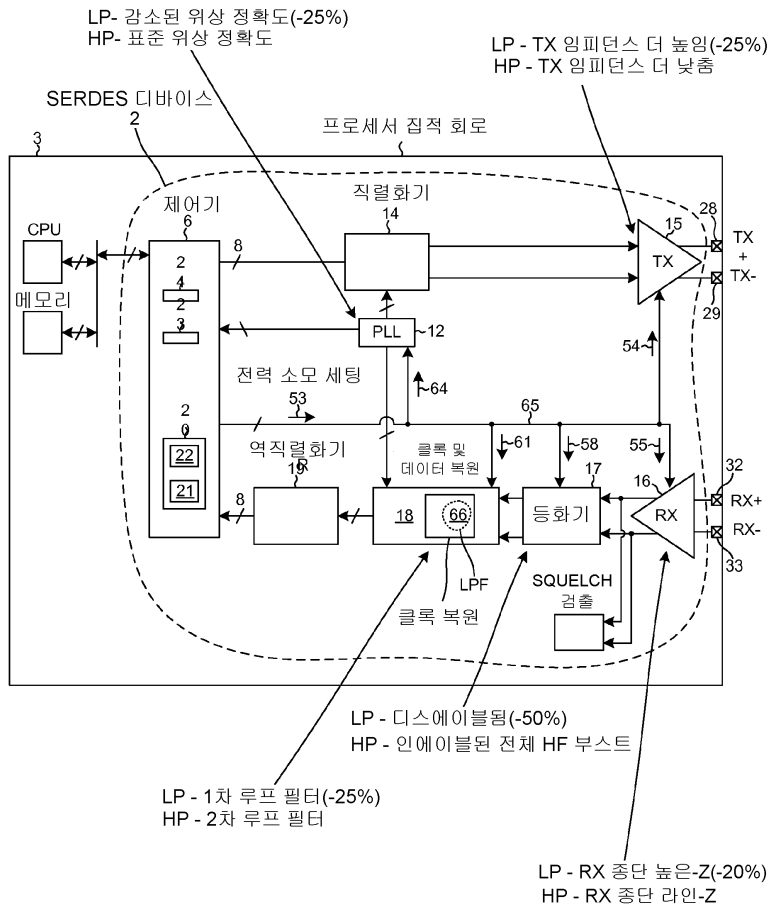 LP- 감소된 위상 정확도(-25%)
HP- 표준 위상 정확도
LP - TX 임피던스 더 높임(-25%)
HP - TX 임피던스 더 낮춤
SERDES 디바이스
2
프로세서 집적 회로
3
제어기
6
직렬화기
14
15
28
TX
+
TX-
29
CPU
메모리
8
2
4
2
3
TX
PLL
12
54
64
전력 소모 세팅
53
65
61
58
55
2
0
22
21
역직렬화기
R
19
8
클록 및
데이터 복원
18
66
LPF
클록 복원
17
등화기
16
RX
32
RX+
RX-
33
SQUELCH
검출
LP - 디스에이블됨(-50%)
HP - 인에이블된 전체 HF 부스트
LP - 1차 루프 필터(-25%)
HP - 2차 루프 필터
LP - RX 종단 높은-Z(-20%)
HP - RX 종단 라인-Z